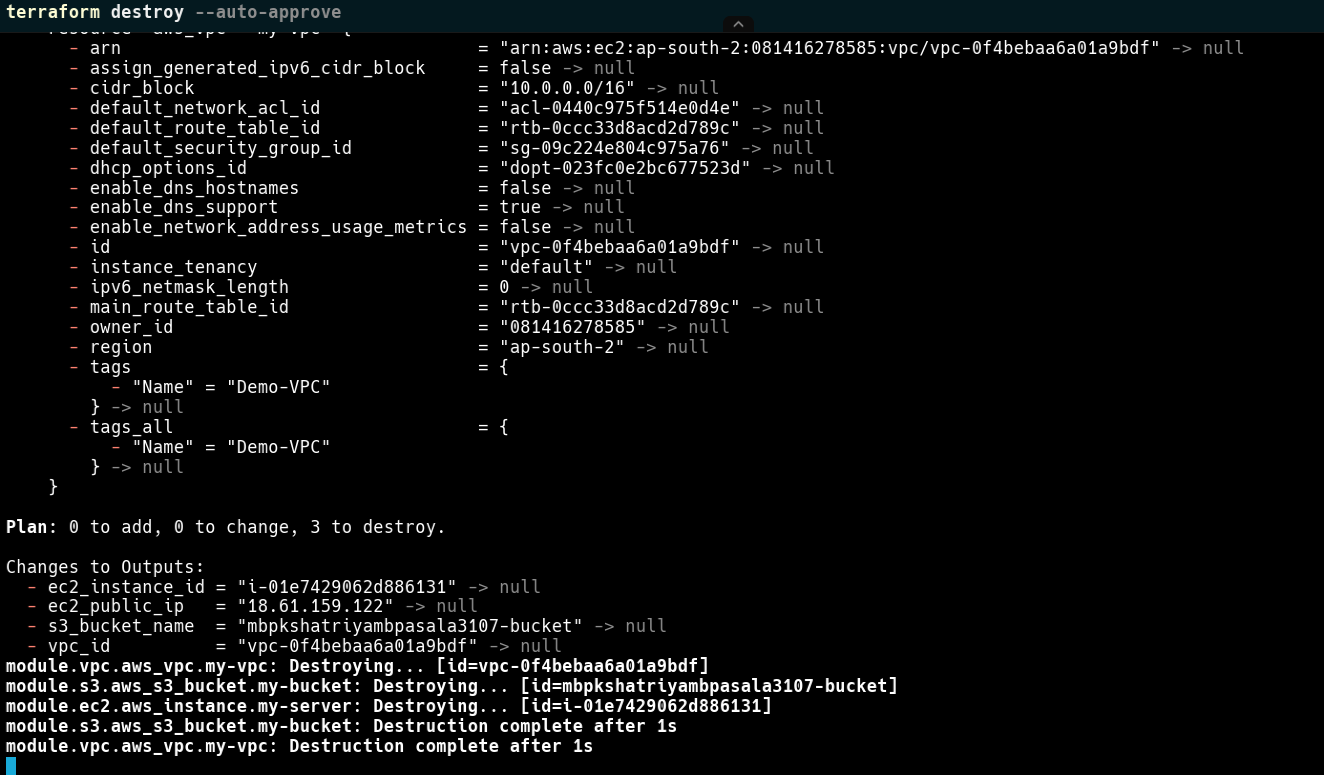 terraform destroy --auto-approve
resource "aws_vpc" "my-vpc" {
- arn = "arn:aws:ec2:ap-south-2:081416278585:vpc/vpc-0f4bebaa6a01a9bdf" -> null
- assign_generated_ipv6_cidr_block = false -> null
- cidr_block = "10.0.0.0/16" -> null
- default_network_acl_id = "acl-0440c975f514e0d4e" -> null
- default_route_table_id = "rtb-0ccc33d8acd2d789c" -> null
- default_security_group_id = "sg-09c224e804c975a76" -> null
- dhcp_options_id = "dopt-023fc0e2bc677523d" -> null
- enable_dns_hostnames = false -> null
- enable_dns_support = true -> null
- enable_network_address_usage_metrics = false -> null
- id = "vpc-0f4bebaa6a01a9bdf" -> null
- instance_tenancy = "default" -> null
- ipv6_netmask_length = 0 -> null
- main_route_table_id = "rtb-0ccc33d8acd2d789c" -> null
- owner_id = "081416278585" -> null
- region = "ap-south-2" -> null
- tags = {
- "Name" = "Demo-VPC"
} -> null
- tags_all = {
- "Name" = "Demo-VPC"
} -> null
}
Plan: 0 to add, 0 to change, 3 to destroy.
Changes to Outputs:
- ec2_instance_id = "i-01e7429062d886131" -> null
- ec2_public_ip = "18.61.159.122" -> null
- s3_bucket_name = "mbpkshatriyambpasala3107-bucket" -> null
- vpc_id = "vpc-0f4bebaa6a01a9bdf" -> null
module.vpc.aws_vpc.my-vpc: Destroying... [id=vpc-0f4bebaa6a01a9bdf]
module.s3.aws_s3_bucket.my-bucket: Destroying... [id=mbpkshatriyambpasala3107-bucket]
module.ec2.aws_instance.my-server: Destroying... [id=i-01e7429062d886131]
module.s3.aws_s3_bucket.my-bucket: Destruction complete after 1s
module.vpc.aws_vpc.my-vpc: Destruction complete after 1s